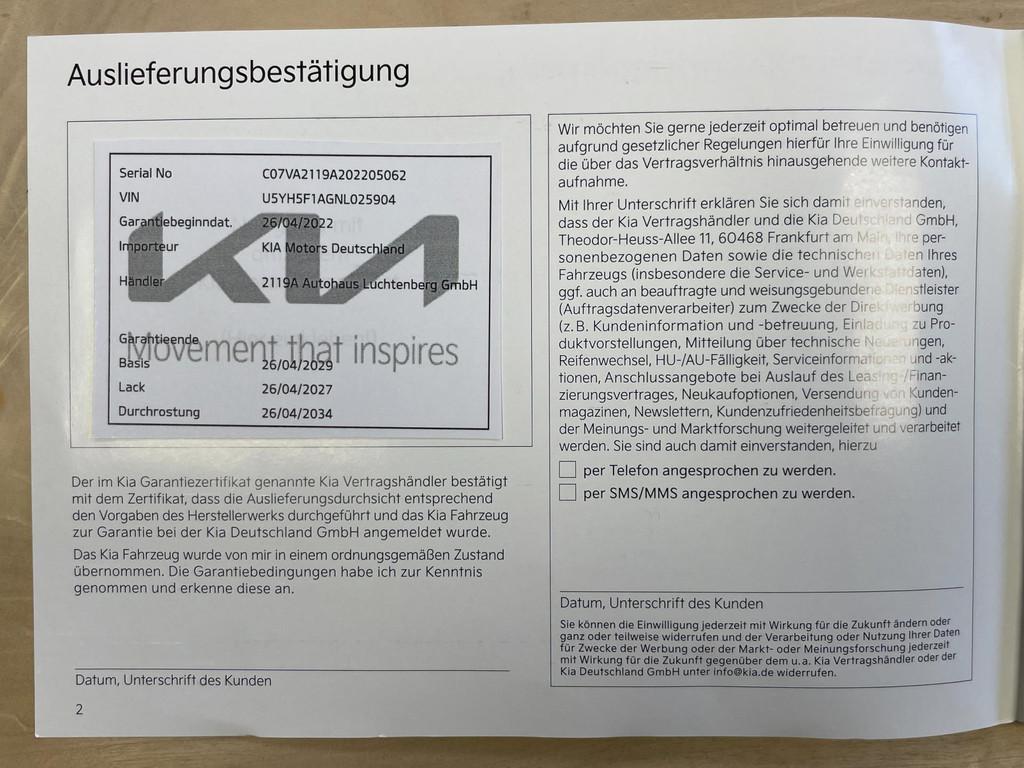 Auslieferungsbestätigung
Serial No C07VA2119A202205062
VIN U5YH5F1AGNL025904
Garantiebeginndat. 26/04/2022
Importeur KIA Motors Deutschland
Händler 2119A Autohaus Luchtenberg GmbH
KIA
Garantieende
Movement that inspires
Basis 26/04/2029
Lack 26/04/2027
Durchrostung 26/04/2034
Der im Kia Garantiezertifikat genannte Kia Vertragshändler bestätigt
mit dem Zertifikat, dass die Auslieferungsdurchsicht entsprechend
den Vorgaben des Herstellerwerks durchgeführt und das Kia Fahrzeug
zur Garantie bei der Kia Deutschland GmbH angemeldet wurde.
Das Kia Fahrzeug wurde von mir in einem ordnungsgemäßen Zustand
übernommen. Die Garantiebedingungen habe ich zur Kenntnis
genommen und erkenne diese an.
Datum, Unterschrift des Kunden
2
Wir möchten Sie gerne jederzeit optimal betreuen und benötigen
aufgrund gesetzlicher Regelungen hierfür Ihre Einwilligung für
die über das Vertragsverhältnis hinausgehende weitere Kontakt-
aufnahme.
Mit Ihrer Unterschrift erklären Sie sich damit einverstanden,
dass der Kia Vertragshändler und die Kia Deutschland GmbH,
Theodor-Heuss-Allee 11, 60468 Frankfurt am Main, Ihre per-
sonenbezogenen Daten sowie die technischen Daten Ihres
Fahrzeugs (insbesondere die Service- und Werkstattdaten),
ggf. auch an beauftragte und weisungsgebundene Dienstleister
(Auftragsdatenverarbeiter) zum Zwecke der Direktwerbung
(z. B. Kundeninformation und -betreuung, Einladung zu Pro-
duktvorstellungen, Mitteilung über technische Neuerungen,
Reifenwechsel, HU-/AU-Fälligkeit, Serviceinformationen und -ak-
tionen, Anschlussangebote bei Auslauf des Leasing-/Finan-
zierungsvertrages, Neukaufoptionen, Versendung von Kunden-
magazinen, Newslettern, Kundenzufriedenheitsbefragung) und
der Meinungs- und Marktforschung weitergeleitet und verarbeitet
werden. Sie sind auch damit einverstanden, hierzu
per Telefon angesprochen zu werden.
per SMS/MMS angesprochen zu werden.
Datum, Unterschrift des Kunden
Sie können die Einwilligung jederzeit mit Wirkung für die Zukunft ändern oder
ganz oder teilweise widerrufen und der Verarbeitung oder Nutzung Ihrer Daten
für Zwecke der Werbung oder der Markt- oder Meinungsforschung jederzeit
mit Wirkung für die Zukunft gegenüber dem u. a. Kia Vertragshändler oder der
Kia Deutschland GmbH unter info@kia.de widerrufen.